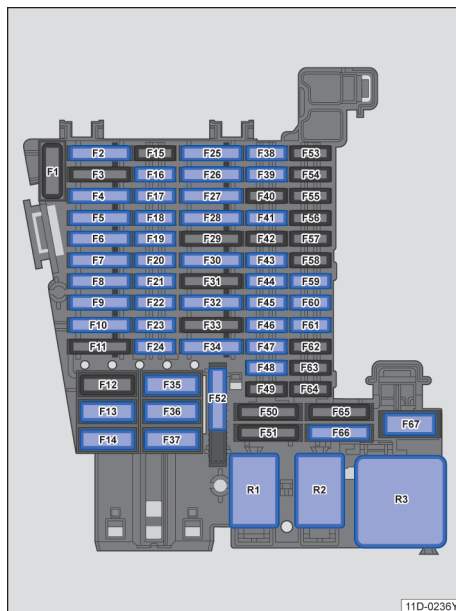 F1
F2 F15 F25 F38 F53
F3 F16 F26 F39 F54
F4 F17 F27 F40 F55
F5 F18 F28 F41 F56
F6 F19 F29 F42 F57
F7 F20 F30 F43 F58
F8 F21 F31 F44 F59
F9 F22 F32 F45 F60
F10 F23 F33 F46 F61
F11 F24 F34 F47 F62
F48 F63
F12 F35 F52 F49 F64
F13 F36 F50 F65 F67
F14 F37 F51 F66
R1 R2 R3
11D-0236Y